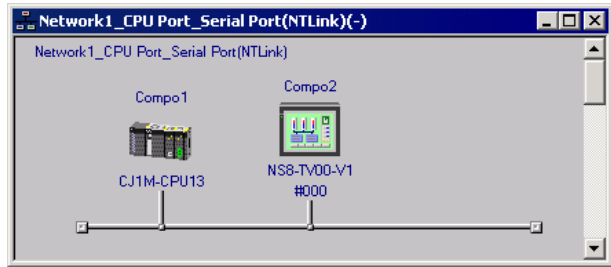 Network1_CPU Port_Serial Port(NTLink)(-)
Network1_CPU Port_Serial Port(NTLink)
Compo1
Compo2
CJ1M-CPU13
NS8-TV00-V1
#000